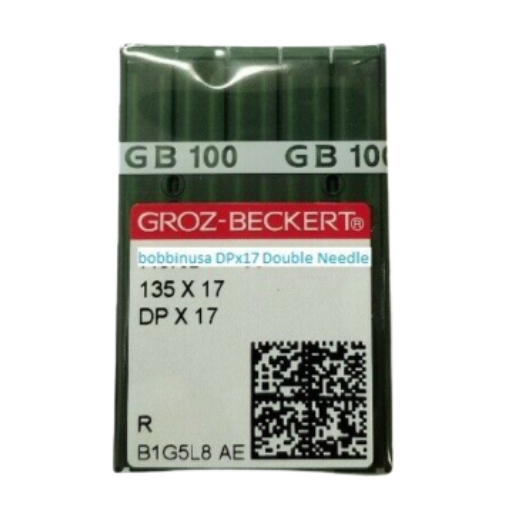 GB 100 GB 100
GROZ-BECKERT®
bobbinusa DPx17 Double Needle
135 X 17
DP X 17
R
B1G5L8 AE